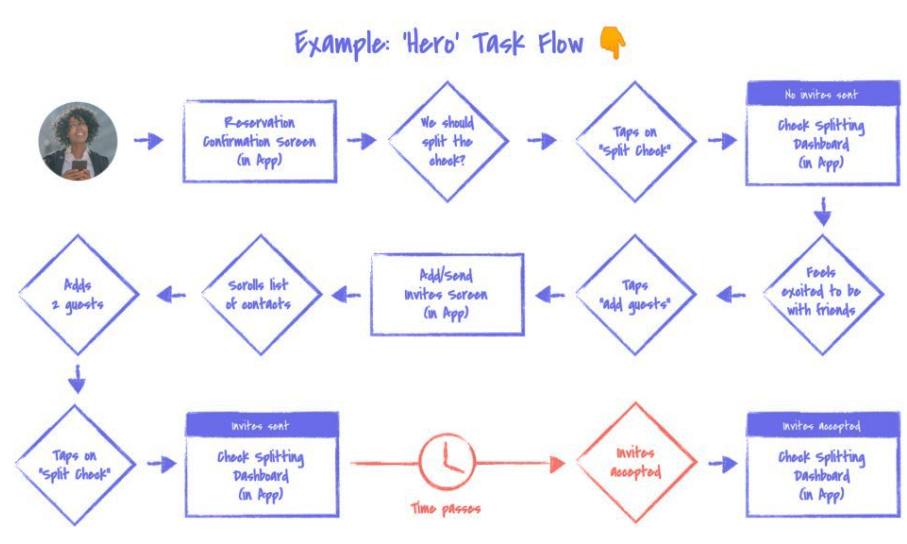 Example: 'Hero' Task Flow
Reservation
Confirmation Screen
(in App)
We should
split the
check?
Taps on
"Split Check"
No invites sent
Check Splitting
Dashboard
(in App)
Adds
2 guests
Scrolls list
of contacts
Add/Send
Invites Screen
(in App)
Taps
"add guests"
Feels
excited to be
with friends
Taps on
"Split Check"
Invites sent
Check Splitting
Dashboard
(in App)
Time passes
Invites
accepted
Invites accepted
Check Splitting
Dashboard
(in App)